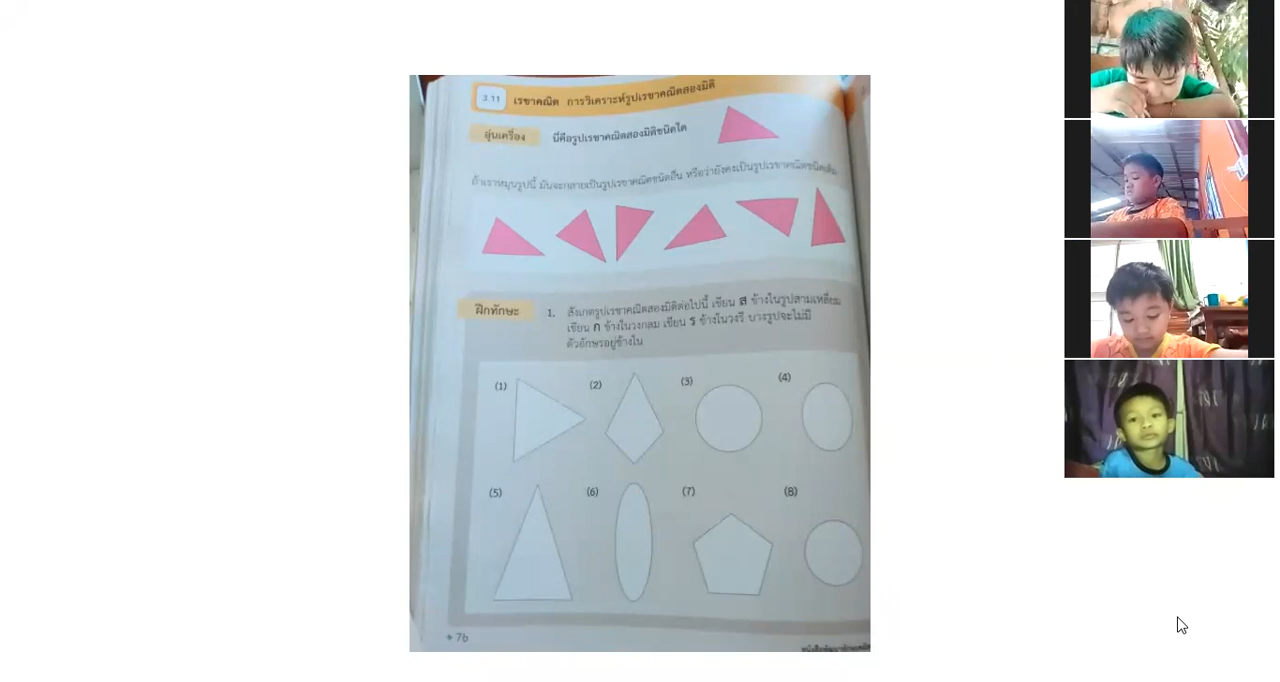 3.11 เรขาคณิต การวิเคราะห์รูปเรขาคณิตสองมิติ
อุ่นเครื่อง นี่คือรูปเรขาคณิตสองมิติชนิดใด
ถ้าเราหมุนรูปนี้ มันจะกลายเป็นรูปเรขาคณิตชนิดอื่น หรือว่ายังคงเป็นรูปเรขาคณิตชนิดเดิม
ฝึกทักษะ 1. สังเกตรูปเรขาคณิตสองมิติต่อไปนี้ เขียน ส ข้างในรูปสามเหลี่ยม
เขียน ก ข้างในวงกลม เขียน ร ข้างในวงรี บางรูปจะไม่มี
ตัวอักษรอยู่ข้างใน
(1) (2) (3) (4)
(5) (6) (7) (8)
76